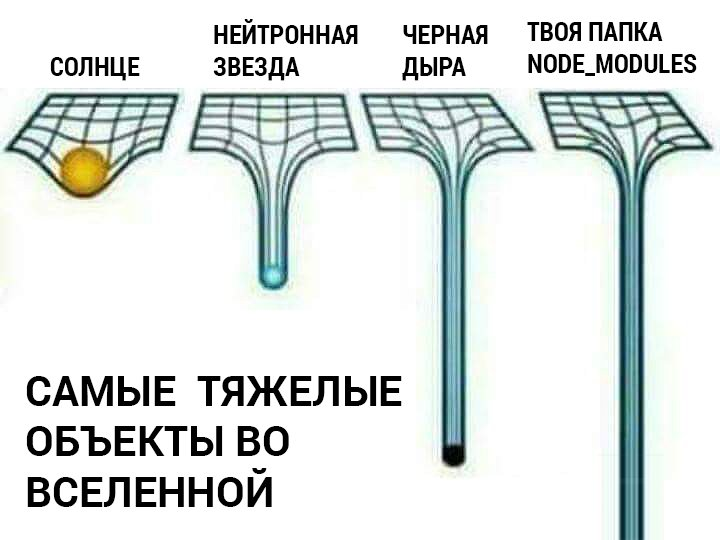 СОЛНЦЕ
НЕЙТРОННАЯ
ЗВЕЗДА
ЧЕРНАЯ
ДЫРА
ТВОЯ ПАПКА
NODE_MODULES
САМЫЕ ТЯЖЕЛЫЕ
ОБЪЕКТЫ ВО
ВСЕЛЕННОЙ